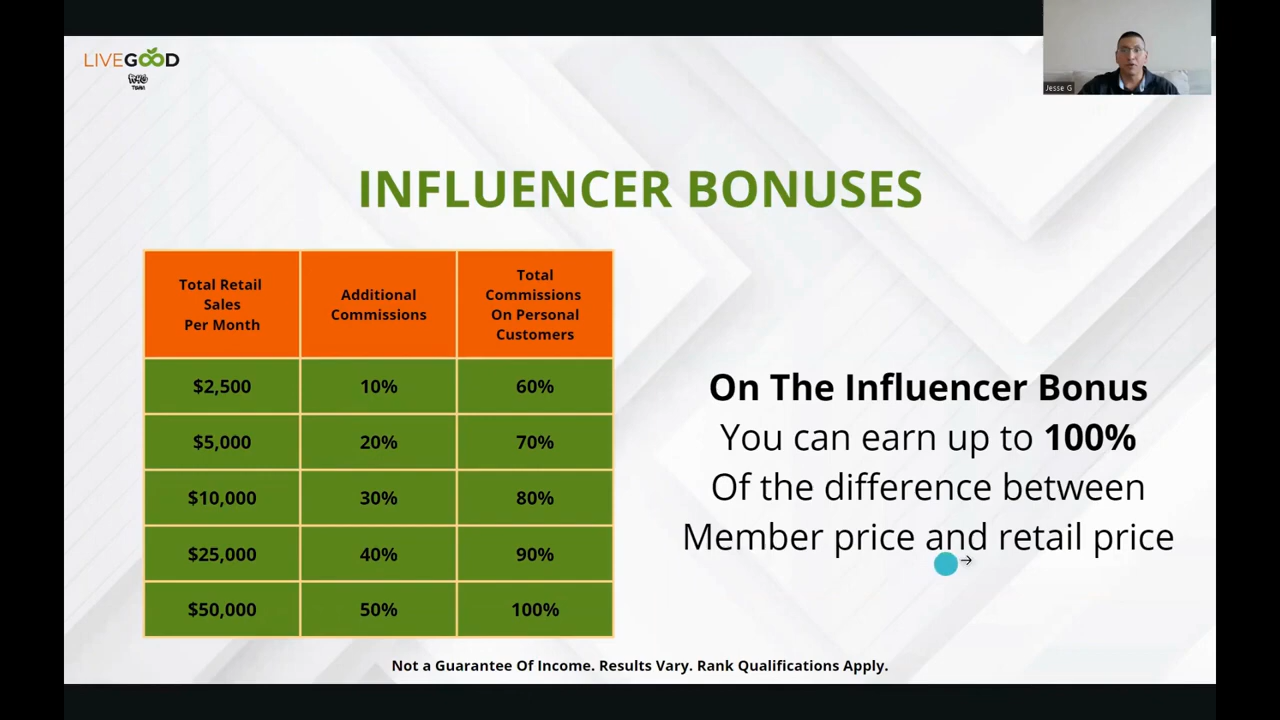 LIVEGOOD
TEAM
Jesse G
INFLUENCER BONUSES
Total Retail
Sales
Per Month
Additional
Commissions
Total
Commissions
On Personal
Customers
$2,500 10% 60%
$5,000 20% 70%
$10,000 30% 80%
$25,000 40% 90%
$50,000 50% 100%
On The Influencer Bonus
You can earn up to 100%
Of the difference between
Member price and retail price
Not a Guarantee Of Income. Results Vary. Rank Qualifications Apply.